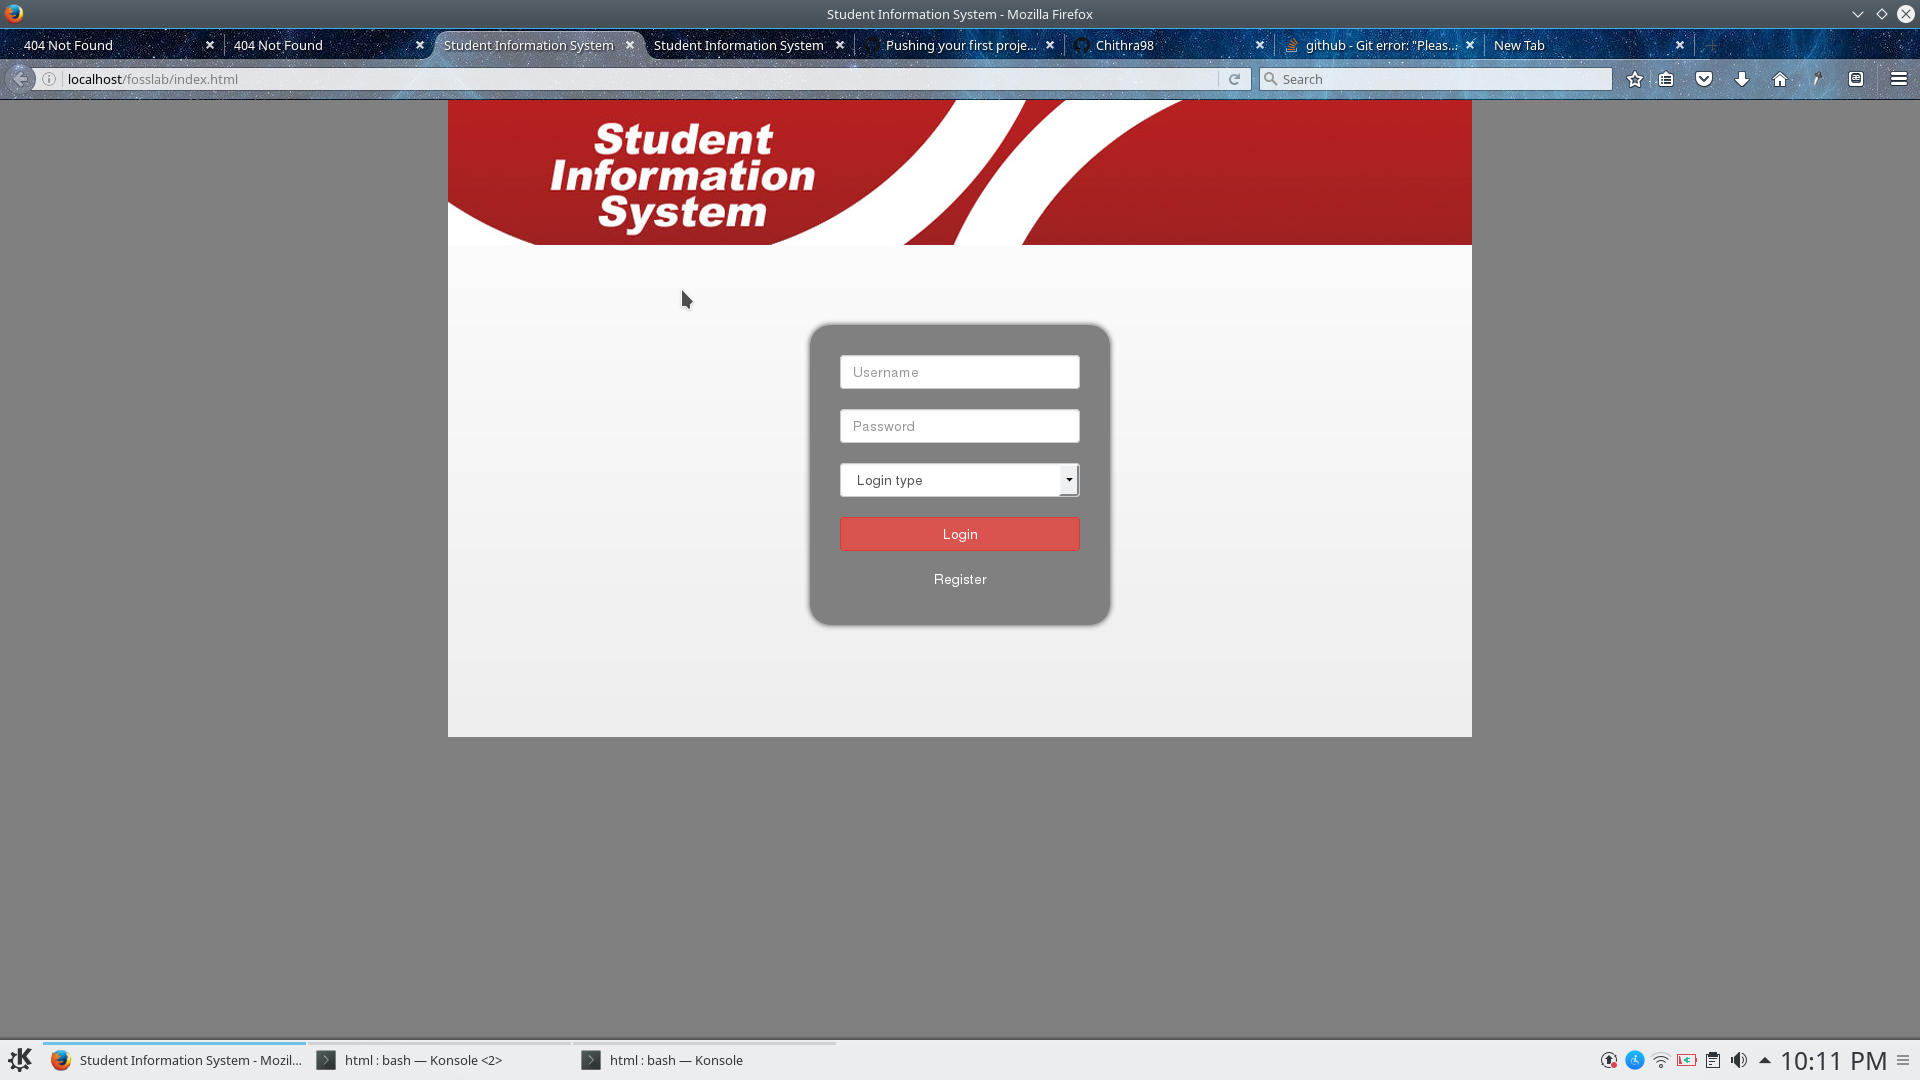 Student Information System - Mozilla Firefox
404 Not Found
404 Not Found
Student Information System
Student Information System
Pushing your first proje...
Chithra98
github - Git error: "Pleas...
New Tab
localhost/fosslab/index.html
Search
Student
Information
System
Username
Password
Login type
Login
Register
Student Information System - Mozil...
html : bash — Konsole <2>
html : bash — Konsole
10:11 PM